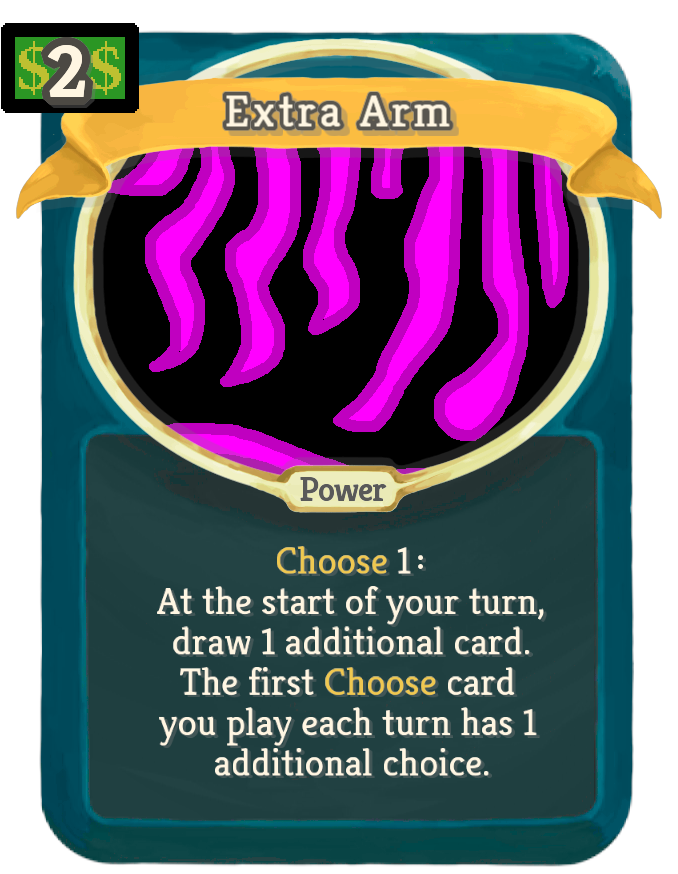 $2$
Extra Arm
Power
Choose 1:
At the start of your turn,
draw 1 additional card.
The first Choose card
you play each turn has 1
additional choice.